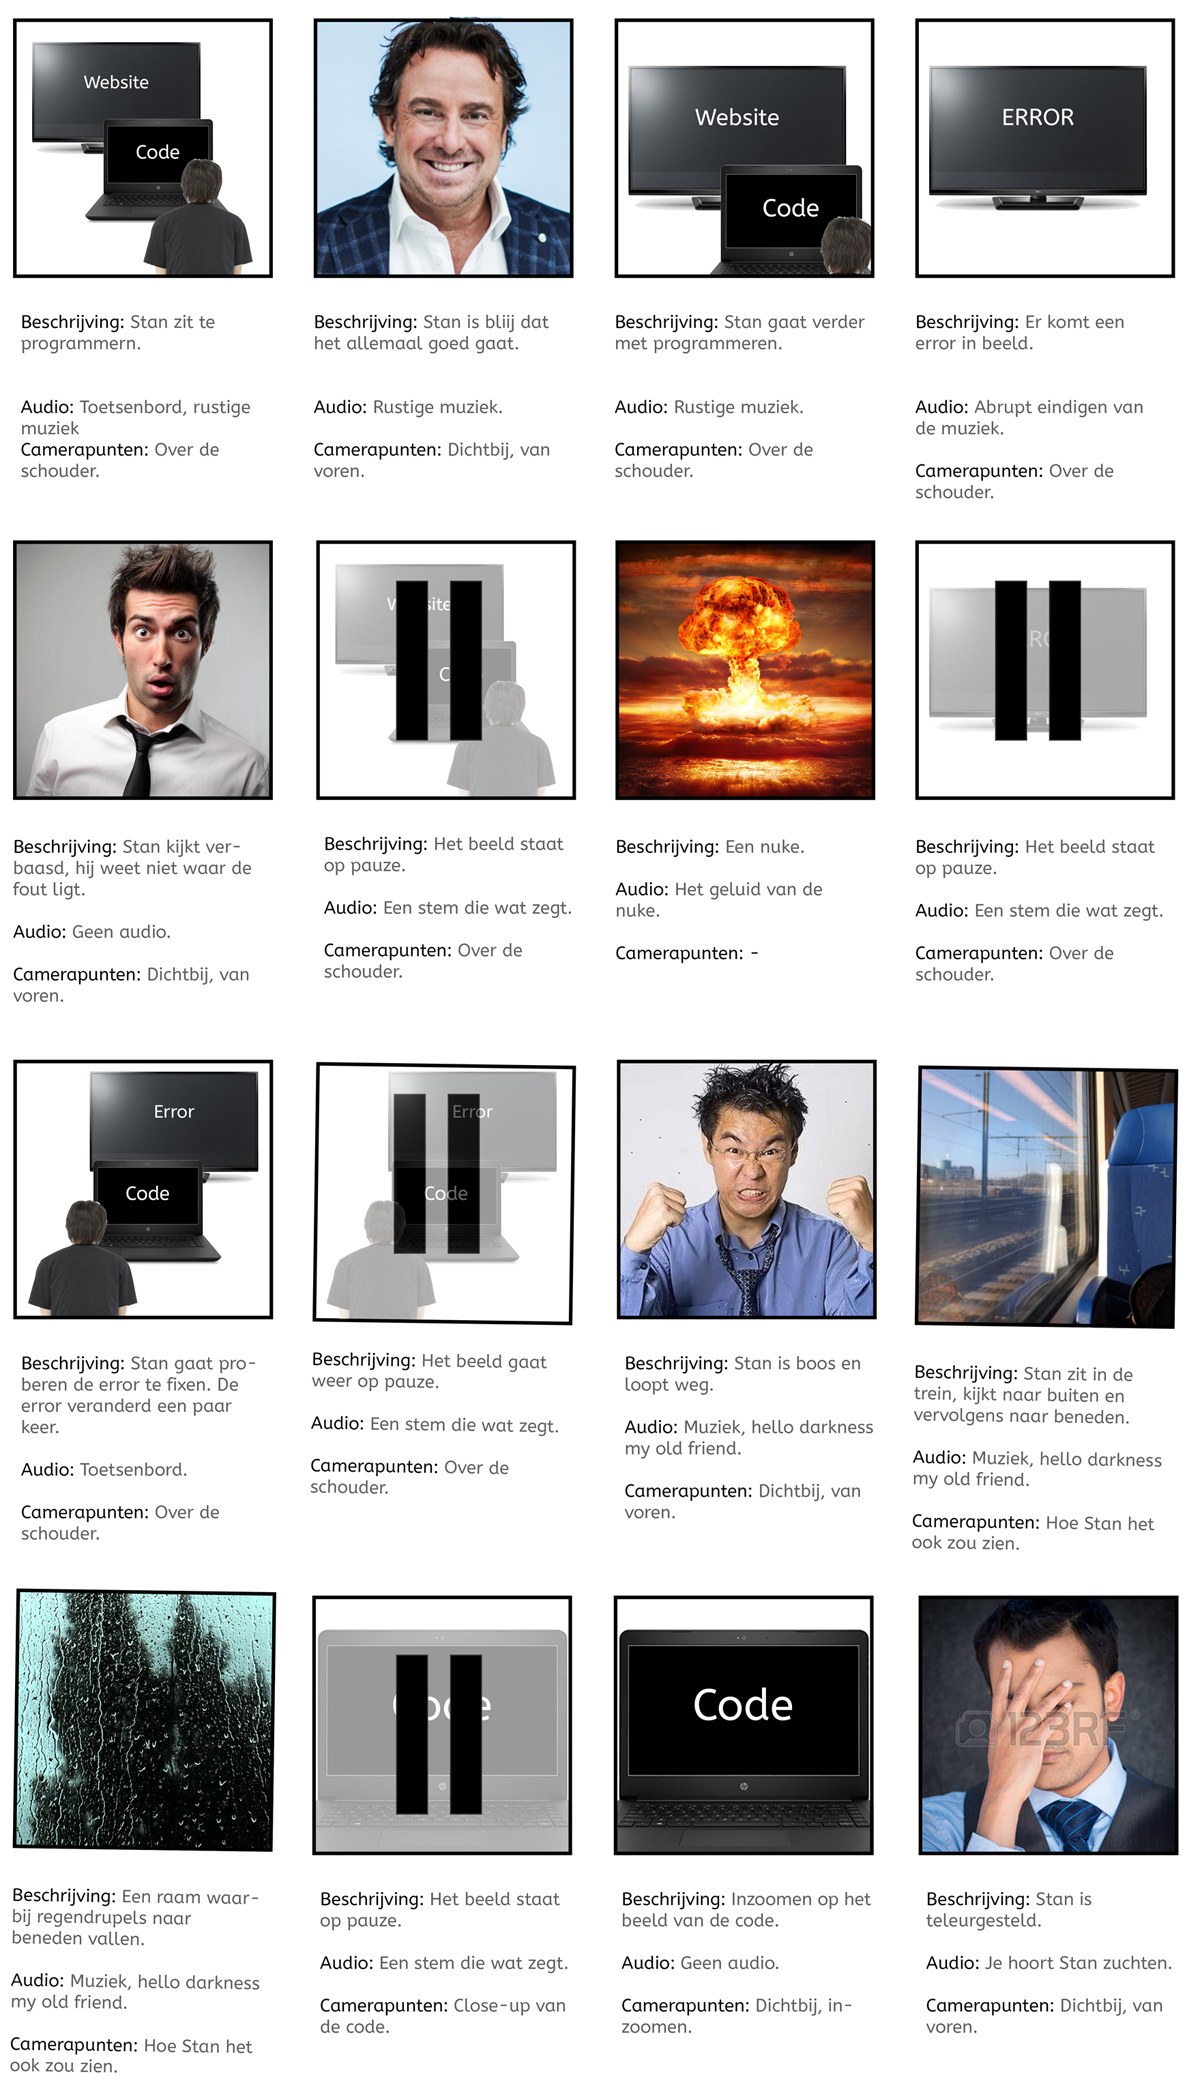 Website
Code
Website
Code
ERROR
Beschrijving: Stan zit te
programmern.
Audio: Toetsenbord, rustige
muziek
Camerapunten: Over de
schouder.
Beschrijving: Stan is bliij dat
het allemaal goed gaat.
Audio: Rustige muziek.
Camerapunten: Dichtbij, van
voren.
Beschrijving: Stan gaat verder
met programmeren.
Audio: Rustige muziek.
Camerapunten: Over de
schouder.
Beschrijving: Er komt een
error in beeld.
Audio: Abrupt eindigen van
de muziek.
Camerapunten: Over de
schouder.
Beschrijving: Stan kijkt ver-
baasd, hij weet niet waar de
fout ligt.
Audio: Geen audio.
Camerapunten: Dichtbij, van
voren.
Beschrijving: Het beeld staat
op pauze.
Audio: Een stem die wat zegt.
Camerapunten: Over de
schouder.
Beschrijving: Een nuke.
Audio: Het geluid van de
nuke.
Camerapunten: -
Beschrijving: Het beeld staat
op pauze.
Audio: Een stem die wat zegt.
Camerapunten: Over de
schouder.
Error
Code
Error
Code
Beschrijving: Stan gaat pro-
beren de error te fixen. De
error veranderd een paar
keer.
Audio: Toetsenbord.
Camerapunten: Over de
schouder.
Beschrijving: Het beeld gaat
weer op pauze.
Audio: Een stem die wat zegt.
Camerapunten: Over de
schouder.
Beschrijving: Stan is boos en
loopt weg.
Audio: Muziek, hello darkness
my old friend.
Camerapunten: Dichtbij, van
voren.
Beschrijving: Stan zit in de
trein, kijkt naar buiten en
vervolgens naar beneden.
Audio: Muziek, hello darkness
my old friend.
Camerapunten: Hoe Stan het
ook zou zien.
Code
Code
123RF
Beschrijving: Een raam waar-
bij regendrupels naar
beneden vallen.
Audio: Muziek, hello darkness
my old friend.
Camerapunten: Hoe Stan het
ook zou zien.
Beschrijving: Het beeld staat
op pauze.
Audio: Een stem die wat zegt.
Camerapunten: Close-up van
de code.
Beschrijving: Inzoomen op het
beeld van de code.
Audio: Geen audio.
Camerapunten: Dichtbij, in-
zoomen.
Beschrijving: Stan is
teleurgesteld.
Audio: Je hoort Stan zuchten.
Camerapunten: Dichtbij, van
voren.